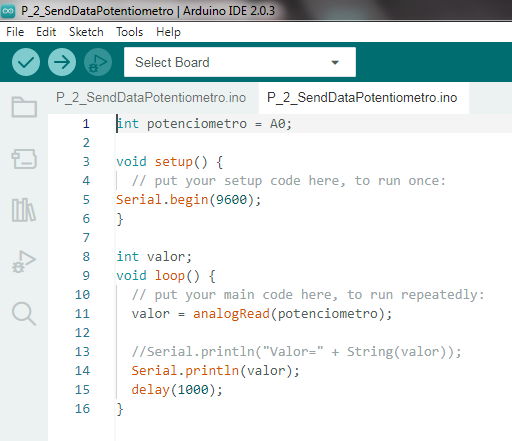 P_2_SendDataPotentiometro | Arduino IDE 2.0.3
File Edit Sketch Tools Help
Select Board
P_2_SendDataPotentiometro.ino P_2_SendDataPotentiometro.ino
1 int potenciometro = A0;
2
3 void setup() {
4 // put your setup code here, to run once:
5 Serial.begin(9600);
6 }
7
8 int valor;
9 void loop() {
10 // put your main code here, to run repeatedly:
11 valor = analogRead(potenciometro);
12
13 //Serial.println("Valor=" + String(valor));
14 Serial.println(valor);
15 delay(1000);
16 }